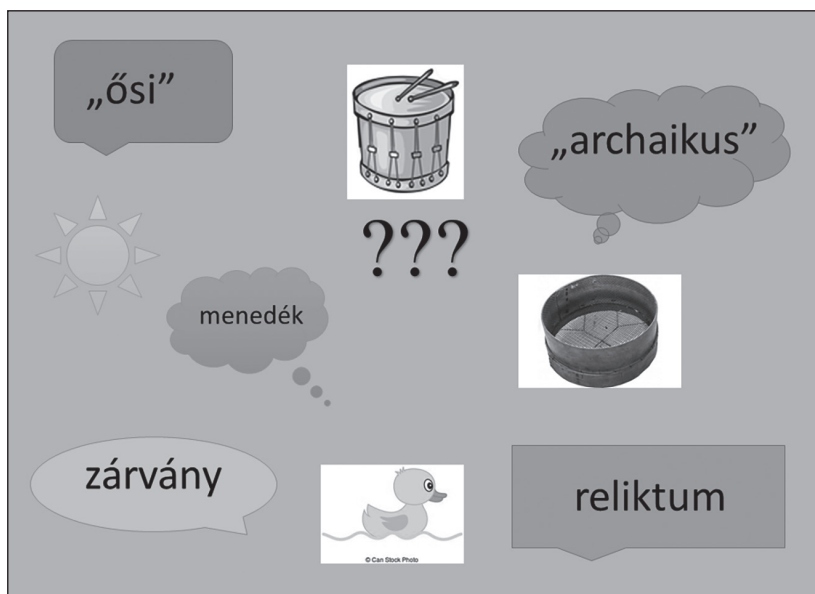 „ősi”
„archaikus”
???
menedék
zárvány
reliktum
© Can Stock Photo